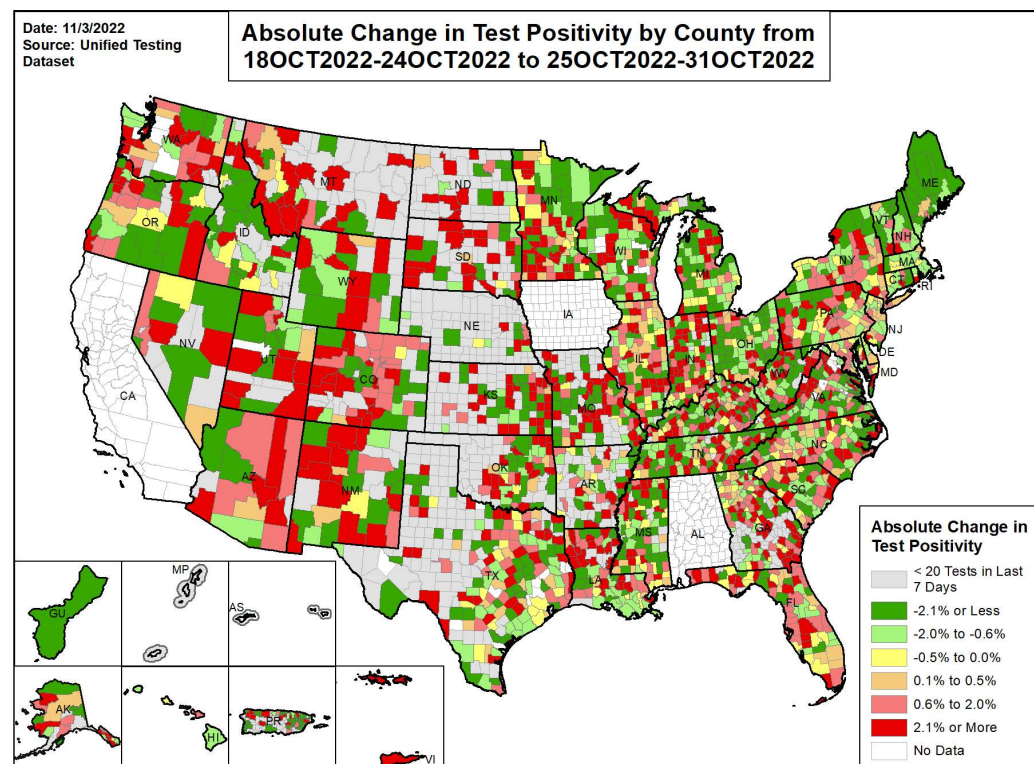 Date: 11/3/2022
Source: Unified Testing
Dataset
Absolute Change in Test Positivity by County from
18OCT2022-24OCT2022 to 25OCT2022-31OCT2022
WA
MT
ND
MN
ME
OR
ID
SD
WI
VT
NH
WY
MI
NY
MA
CT
RI
NE
IA
PA
NJ
NV
UT
CO
IL
IN
OH
DE
MD
CA
KS
MO
WV
VA
KY
AZ
NM
OK
AR
TN
NC
SC
MS
AL
GA
TX
LA
FL
MP
AS
GU
AK
HI
PR
VI
Absolute Change in
Test Positivity
< 20 Tests in Last
7 Days
-2.1% or Less
-2.0% to -0.6%
-0.5% to 0.0%
0.1% to 0.5%
0.6% to 2.0%
2.1% or More
No Data